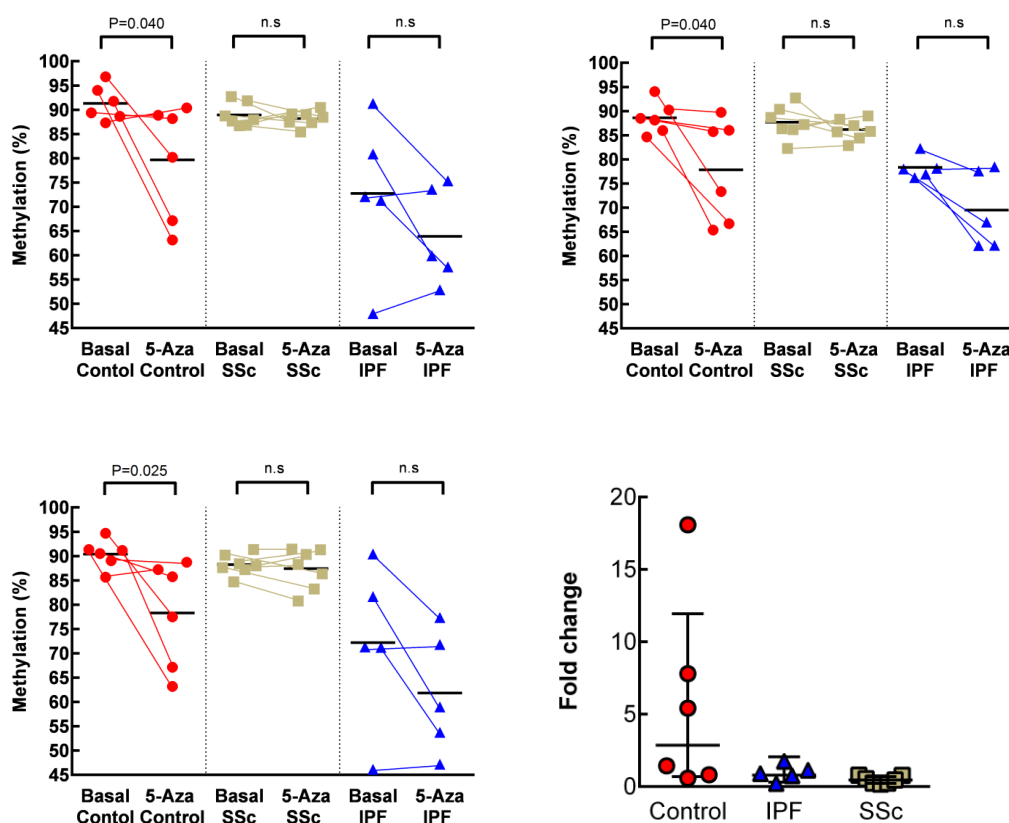 P=0.040
n.s
n.s
100
95
90
85
80
75
70
65
60
55
50
45
Methylation (%)
Basal 5-Aza Basal 5-Aza Basal 5-Aza
Contol Control SSc SSc IPF IPF
P=0.040
n.s
n.s
100
95
90
85
80
75
70
65
60
55
50
45
Methylation (%)
Basal 5-Aza Basal 5-Aza Basal 5-Aza
Contol Control SSc SSc IPF IPF
P=0.025
n.s
n.s
100
95
90
85
80
75
70
65
60
55
50
45
Methylation (%)
Basal 5-Aza Basal 5-Aza Basal 5-Aza
Contol Control SSc SSc IPF IPF
20
15
10
5
0
Fold change
Control IPF SSc